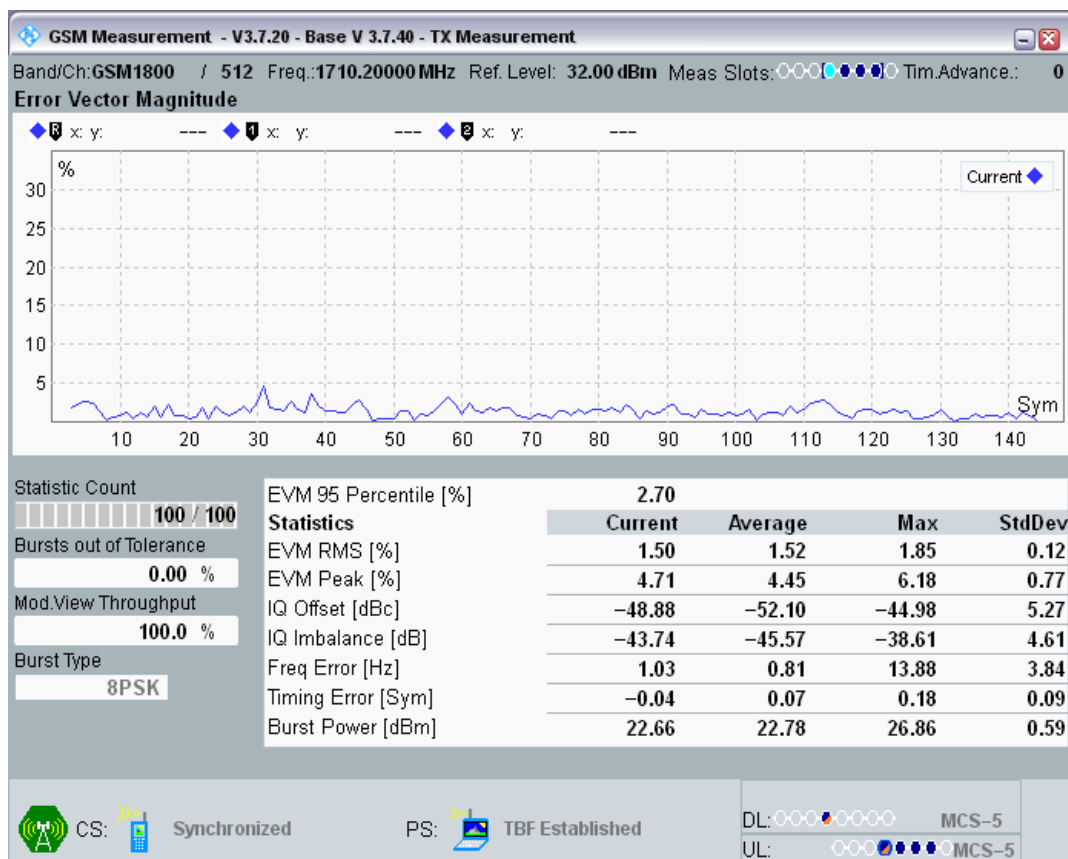 GSM Measurement - V3.7.20 - Base V 3.7.40 - TX Measurement
Band/Ch:GSM1800 / 512 Freq.:1710.20000 MHz Ref. Level: 32.00 dBm Meas Slots: Tim.Advance.: 0
Error Vector Magnitude
R x: y: --- 1 x: y: --- 2 x: y: ---
%
Current
30
25
20
15
10
5
Sym
10 20 30 40 50 60 70 80 90 100 110 120 130 140
Statistic Count
100 / 100
Bursts out of Tolerance
0.00 %
Mod.View Throughput
100.0 %
Burst Type
8PSK
EVM 95 Percentile [%] 2.70
Statistics Current Average Max StdDev
EVM RMS [%] 1.50 1.52 1.85 0.12
EVM Peak [%] 4.71 4.45 6.18 0.77
IQ Offset [dBc] −48.88 −52.10 −44.98 5.27
IQ Imbalance [dB] −43.74 −45.57 −38.61 4.61
Freq Error [Hz] 1.03 0.81 13.88 3.84
Timing Error [Sym] −0.04 0.07 0.18 0.09
Burst Power [dBm] 22.66 22.78 26.86 0.59
CS: Synchronized PS: TBF Established
DL: MCS−5
UL: MCS−5